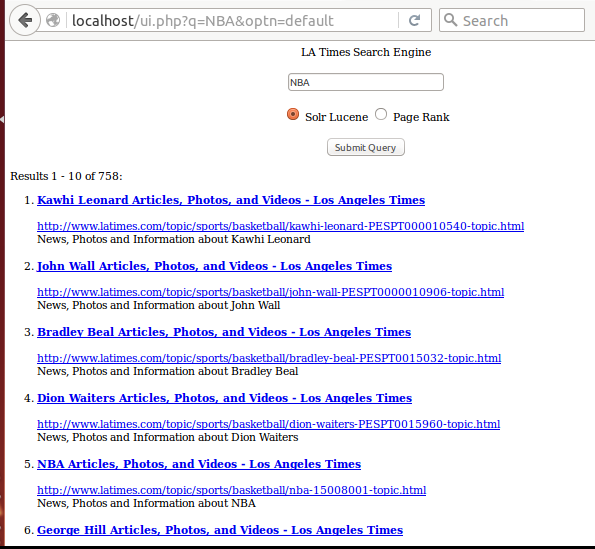 localhost/ui.php?q=NBA&optn=default
Search
LA Times Search Engine
NBA
Solr Lucene Page Rank
Submit Query
Results 1 - 10 of 758:
1. Kawhi Leonard Articles, Photos, and Videos - Los Angeles Times
http://www.latimes.com/topic/sports/basketball/kawhi-leonard-PESPT000010540-topic.html
News, Photos and Information about Kawhi Leonard
2. John Wall Articles, Photos, and Videos - Los Angeles Times
http://www.latimes.com/topic/sports/basketball/john-wall-PESPT0000010906-topic.html
News, Photos and Information about John Wall
3. Bradley Beal Articles, Photos, and Videos - Los Angeles Times
http://www.latimes.com/topic/sports/basketball/bradley-beal-PESPT0015032-topic.html
News, Photos and Information about Bradley Beal
4. Dion Waiters Articles, Photos, and Videos - Los Angeles Times
http://www.latimes.com/topic/sports/basketball/dion-waiters-PESPT0015960-topic.html
News, Photos and Information about Dion Waiters
5. NBA Articles, Photos, and Videos - Los Angeles Times
http://www.latimes.com/topic/sports/basketball/nba-15008001-topic.html
News, Photos and Information about NBA
6. George Hill Articles, Photos, and Videos - Los Angeles Times